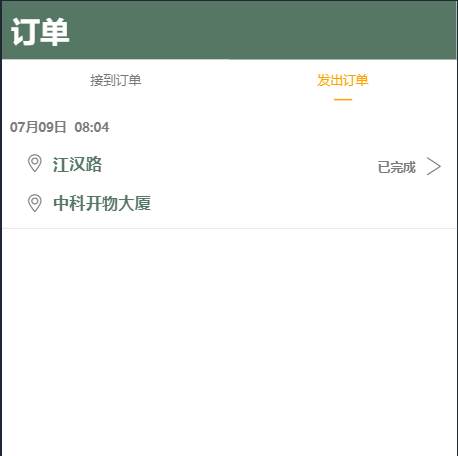 订单
接到订单 发出订单
07月09日 08:04
江汉路
已完成
中科开物大厦